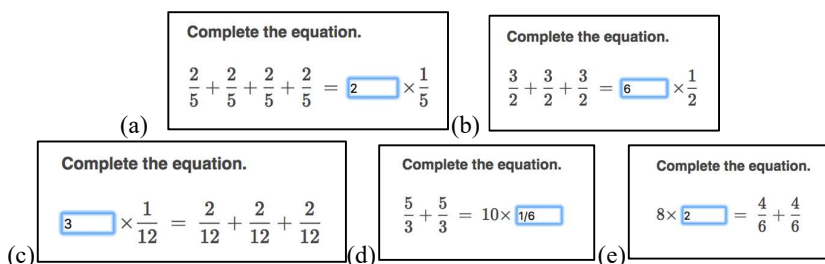 Complete the equation.
2/5 + 2/5 + 2/5 + 2/5 = 2 × 1/5
(a)
Complete the equation.
3/2 + 3/2 + 3/2 = 6 × 1/2
(b)
Complete the equation.
3 × 1/12 = 2/12 + 2/12 + 2/12
(c)
Complete the equation.
5/3 + 5/3 = 10× 1/6
(d)
Complete the equation.
8× 2 = 4/6 + 4/6
(e)